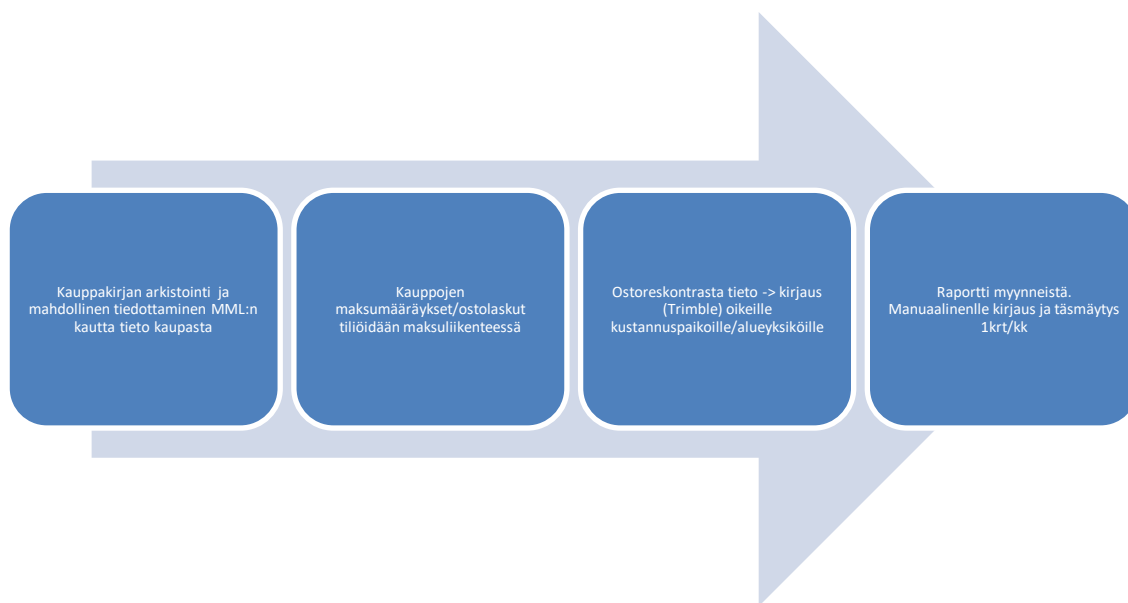 Kauppakirjan arkistointi ja
mahdollinen tiedottaminen MML:n
kautta tieto kaupasta
Kauppojen
maksumääräykset/ostolaskut
tiliöidään maksuliikenteessä
Ostoreskontrasta tieto -> kirjaus
(Trimble) oikeille
kustannuspaikoille/alueyksiköille
Raportti myynneistä.
Manuaalinenlle kirjaus ja täsmäytys
1krt/kk